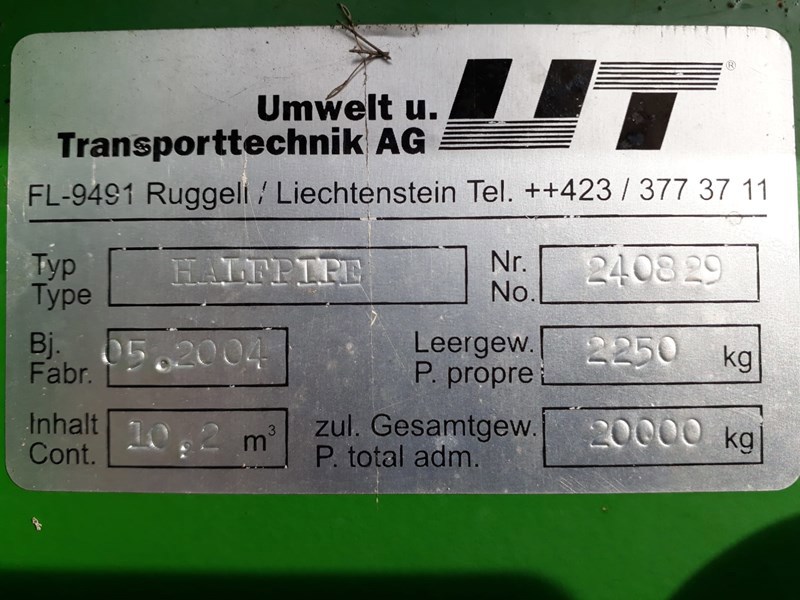 Umwelt u.
Transporttechnik AG
UT ®
FL-9491 Ruggell / Liechtenstein Tel. ++423 / 377 37 11
Typ
Type
HALFPIPE
Nr.
No.
240829
Bj.
Fabr.
05.2004
Leergew.
P. propre
2250 kg
Inhalt
Cont.
10,2 m³
zul. Gesamtgew.
P. total adm.
20000 kg